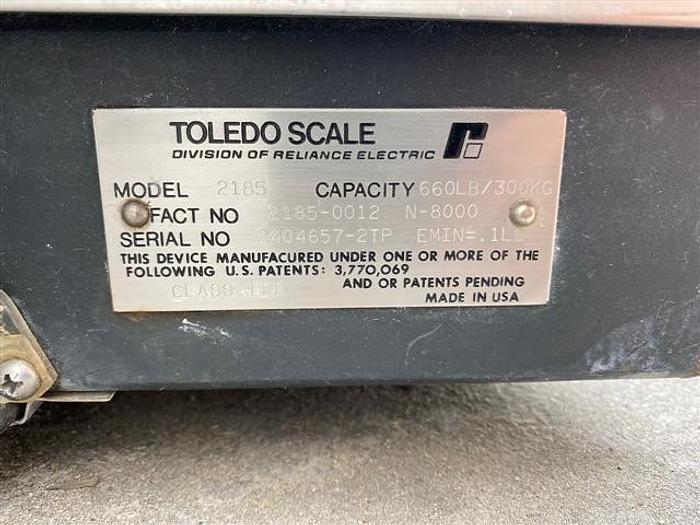 TOLEDO SCALE
DIVISION OF RELIANCE ELECTRIC
MODEL 2185 CAPACITY 660LB/300KG
FACT NO 2185-0012 N-8000
SERIAL NO 2404657-2TP EMIN=.1LB
THIS DEVICE MANUFACTURED UNDER ONE OR MORE OF THE
FOLLOWING U.S. PATENTS: 3,770,069
CLASS III AND OR PATENTS PENDING
MADE IN USA